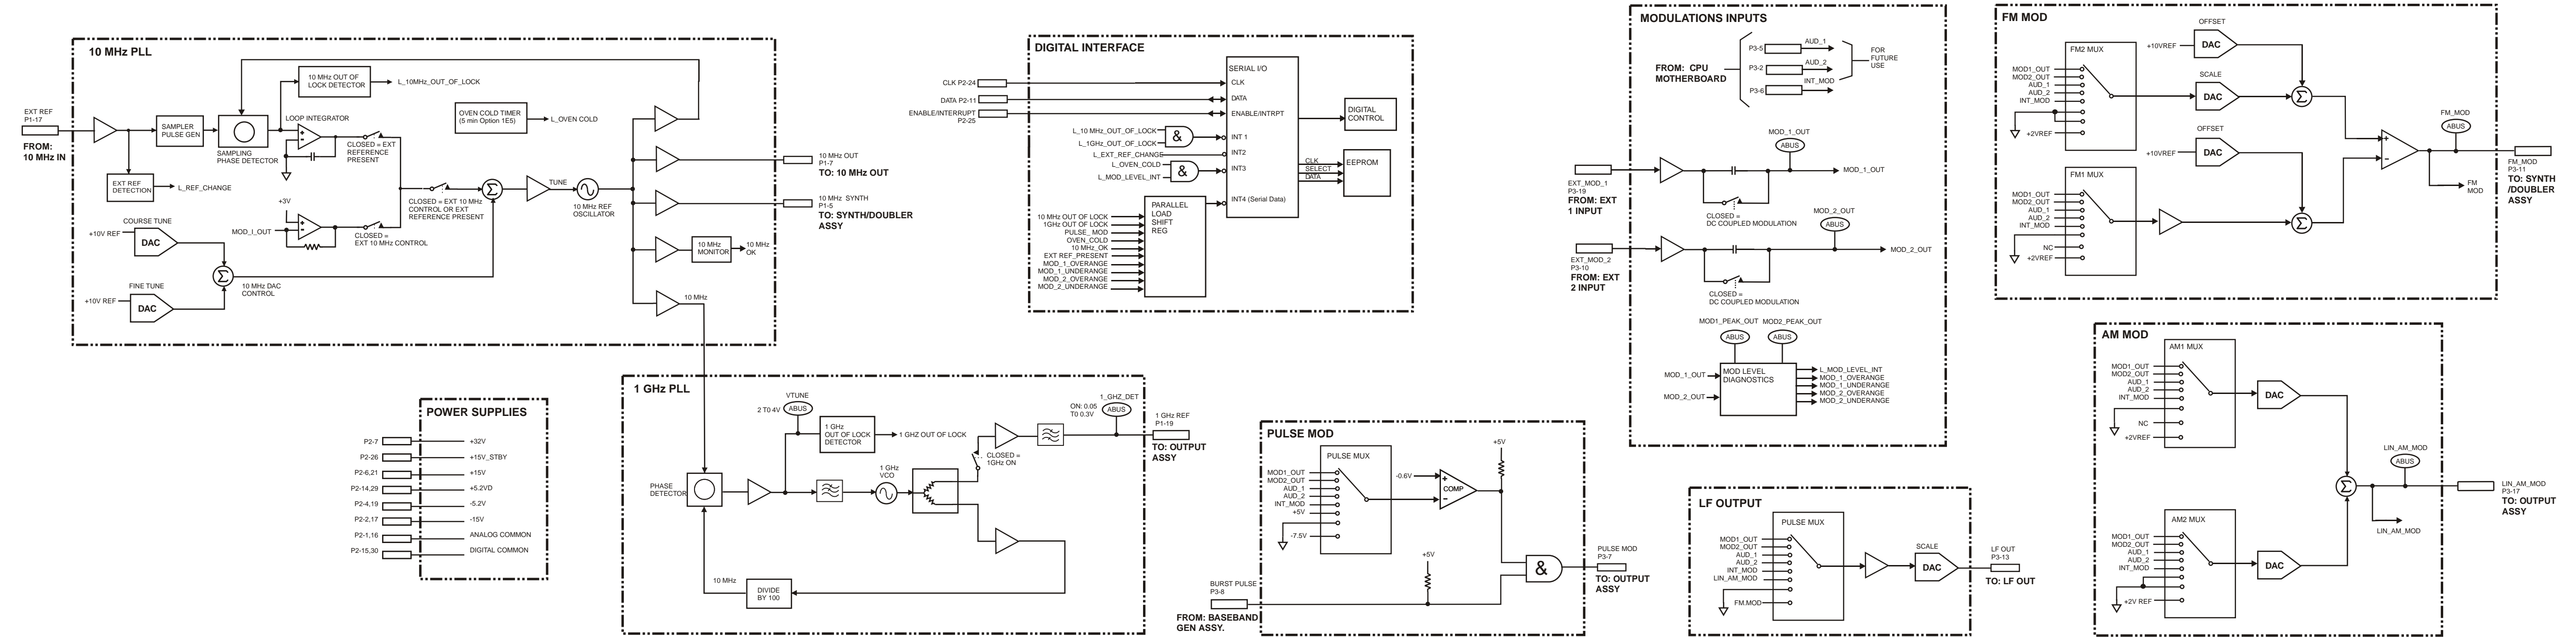 10 MHz PLL
EXT REF
P1-17
FROM:
10 MHz IN
SAMPLER
PULSE GEN
EXT REF
DETECTION
L_REF_CHANGE
SAMPLING
PHASE DETECTOR
10 MHz OUT OF
LOCK DETECTOR
L_10MHz_OUT_OF_LOCK
LOOP INTEGRATOR
+
-
CLOSED = EXT
REFERENCE
PRESENT
OVEN COLD TIMER
(5 min Option 1E5)
L_OVEN COLD
CLOSED = EXT 10 MHz
CONTROL OR EXT
REFERENCE PRESENT
+3V
MOD_I_OUT
+
-
CLOSED =
EXT 10 MHz CONTROL
COURSE TUNE
+10V REF
DAC
Σ
10 MHz DAC
CONTROL
FINE TUNE
+10V REF
DAC
Σ
TUNE
10 MHz REF
OSCILLATOR
10 MHz OUT
P1-7
TO: 10 MHz OUT
10 MHz SYNTH
P1-5
TO: SYNTH/DOUBLER
ASSY
10 MHz
MONITOR
10 MHz
OK
10 MHz
POWER SUPPLIES
P2-7
+32V
P2-26
+15V_STBY
P2-6,21
+15V
P2-14,29
+5.2VD
P2-4,19
-5.2V
P2-2,17
-15V
P2-1,16
ANALOG COMMON
P2-15,30
DIGITAL COMMON
1 GHz PLL
PHASE
DETECTOR
VTUNE
2 T0 4V
ABUS
1 GHz
OUT OF LOCK
DETECTOR
1 GHZ OUT OF LOCK
1 GHz
VCO
CLOSED =
1GHz ON
ON: 0.05
T0 0.3V
1_GHZ_DET
ABUS
1 GHz REF
P1-19
TO: OUTPUT
ASSY
10 MHz
DIVIDE
BY 100
DIGITAL INTERFACE
CLK P2-24
DATA P2-11
ENABLE/INTERRUPT
P2-25
L_10 MHz_OUT_OF_LOCK
L_1GHz_OUT_OF_LOCK
&
L_EXT_REF_CHANGE
L_OVEN_COLD
L_MOD_LEVEL_INT
&
SERIAL I/O
CLK
DATA
ENABLE/INTRPT
INT 1
INT2
INT3
INT4 (Serial Data)
DIGITAL
CONTROL
CLK
SELECT
DATA
EEPROM
PARALLEL
LOAD
SHIFT
REG
10 MHz OUT OF LOCK
1GHz OUT OF LOCK
PULSE_ MOD
OVEN_COLD
10 MHz_OK
EXT REF_PRESENT
MOD_1_OVERANGE
MOD_1_UNDERANGE
MOD_2_OVERANGE
MOD_2_UNDERANGE
PULSE MOD
PULSE MUX
MOD1_OUT
MOD2_OUT
AUD_1
AUD_2
INT_MOD
+5V
-7.5V
-0.6V
+
-
COMP
+5V
+5V
&
BURST PULSE
P3-8
FROM: BASEBAND
GEN ASSY.
PULSE MOD
P3-7
TO: OUTPUT
ASSY
MODULATIONS INPUTS
FROM: CPU
MOTHERBOARD
P3-5
AUD_1
P3-2
AUD_2
P3-6
INT_MOD
FOR
FUTURE
USE
EXT_MOD_1
P3-19
FROM: EXT
1 INPUT
MOD_1_OUT
ABUS
MOD_1_OUT
CLOSED =
DC COUPLED MODULATION
EXT_MOD_2
P3-10
FROM: EXT
2 INPUT
MOD_2_OUT
ABUS
MOD_2_OUT
CLOSED =
DC COUPLED MODULATION
MOD1_PEAK_OUT
MOD2_PEAK_OUT
ABUS
ABUS
MOD LEVEL
DIAGNOSTICS
MOD_1_OUT
MOD_2_OUT
L_MOD_LEVEL_INT
MOD_1_OVERANGE
MOD_1_UNDERANGE
MOD_2_OVERANGE
MOD_2_UNDERANGE
LF OUTPUT
PULSE MUX
MOD1_OUT
MOD2_OUT
AUD_1
AUD_2
INT_MOD
LIN_AM_MOD
FM.MOD
SCALE
DAC
LF OUT
P3-13
TO: LF OUT
FM MOD
FM2 MUX
MOD1_OUT
MOD2_OUT
AUD_1
AUD_2
INT_MOD
+2VREF
OFFSET
+10VREF
DAC
SCALE
DAC
Σ
OFFSET
+10VREF
DAC
FM1 MUX
MOD1_OUT
MOD2_OUT
AUD_1
AUD_2
INT_MOD
NC
+2VREF
Σ
+
-
FM_MOD
ABUS
FM
MOD
FM_MOD
P3-11
TO: SYNTH
/DOUBLER
ASSY
AM MOD
AM1 MUX
MOD1_OUT
MOD2_OUT
AUD_1
AUD_2
INT_MOD
NC
+2VREF
DAC
AM2 MUX
MOD1_OUT
MOD2_OUT
AUD_1
AUD_2
INT_MOD
+2V REF
DAC
Σ
LIN_AM_MOD
ABUS
LIN_AM_MOD
LIN_AM_MOD
P3-17
TO: OUTPUT
ASSY